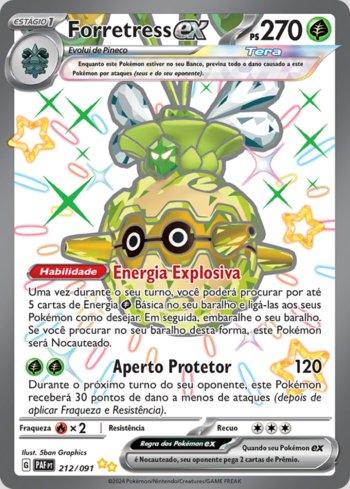 ESTÁGIO 1
Forretress ex
PS 270
Evolui de Pineco
Tera
Enquanto este Pokémon estiver no seu Banco, previna todo o dano causado a este
Pokémon por ataques (seus e do seu oponente).
Habilidade Energia Explosiva
Uma vez durante o seu turno, você poderá procurar por até
5 cartas de Energia Básica no seu baralho e ligá-las aos seus
Pokémon como desejar. Em seguida, embaralhe o seu baralho.
Se você procurar no seu baralho desta forma, este Pokémon
será Nocauteado.
Aperto Protetor 120
Durante o próximo turno do seu oponente, este Pokémon
receberá 30 pontos de dano a menos de ataques (depois de
aplicar Fraqueza e Resistência).
Fraqueza ×2 Resistência Recuo
Ilust. 5ban Graphics
G PAF PT 212/091
Regra dos Pokémon ex
Quando seu Pokémon ex
é Nocauteado, seu oponente pega 2 cartas de Prêmio.
©2024 Pokémon/Nintendo/Creatures/GAME FREAK